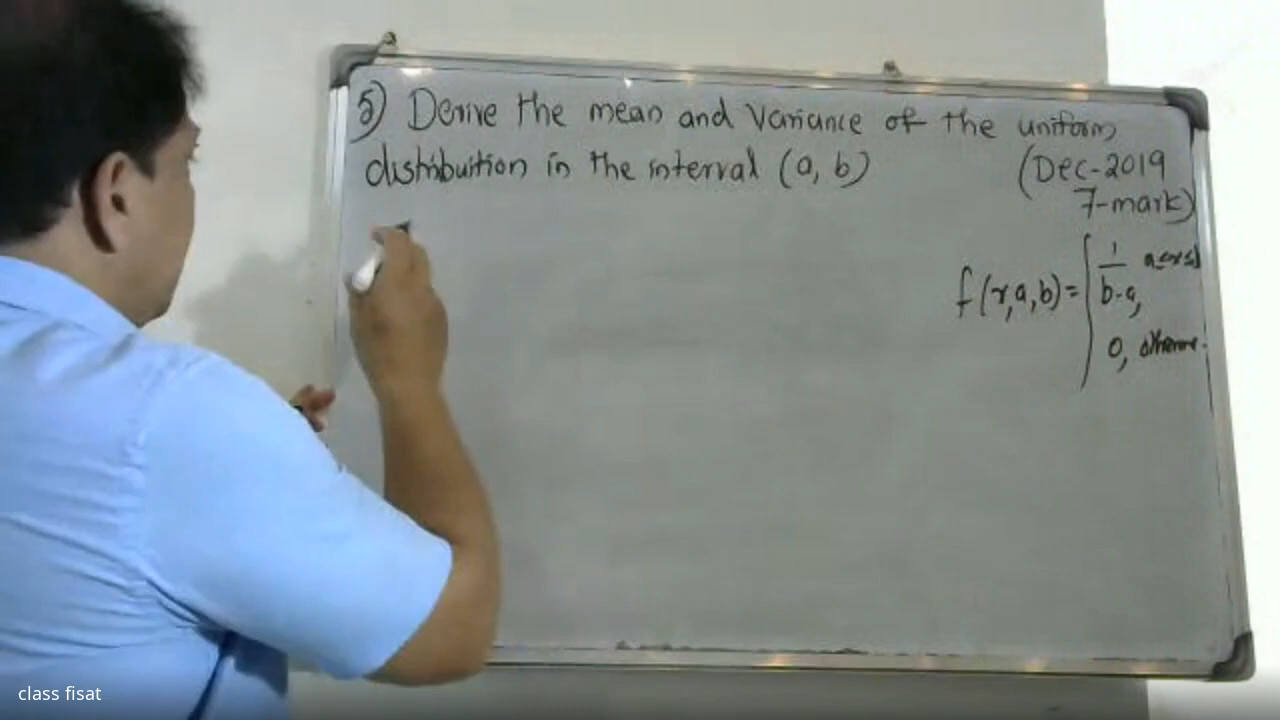 5) Derive the mean and variance of the uniform
distribuition in the interval (a, b)
(Dec-2019
7-mark)
f(x,a,b)= 1/b-a, a≤x≤b
0, otherwise.
class fisat